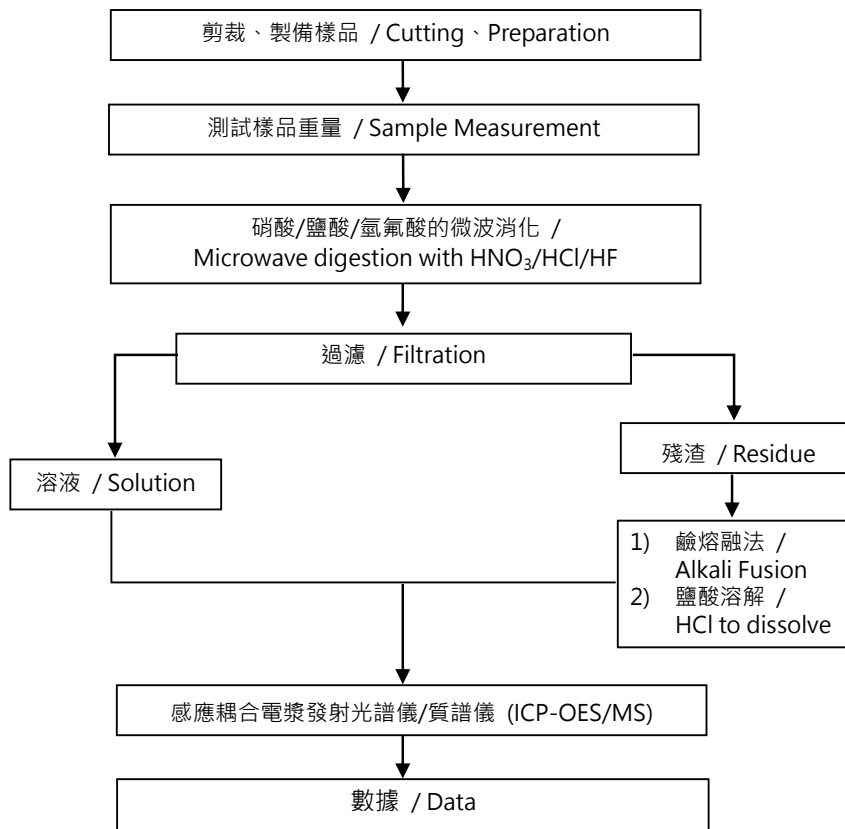 剪裁、製備樣品 / Cutting、Preparation
測試樣品重量 / Sample Measurement
硝酸/鹽酸/氫氟酸的微波消化 /
Microwave digestion with HNO₃/HCl/HF
過濾 / Filtration
溶液 / Solution
殘渣 / Residue
1) 鹼熔融法 /
Alkali Fusion
2) 鹽酸溶解 /
HCl to dissolve
感應耦合電漿發射光譜儀/質譜儀 (ICP-OES/MS)
數據 / Data